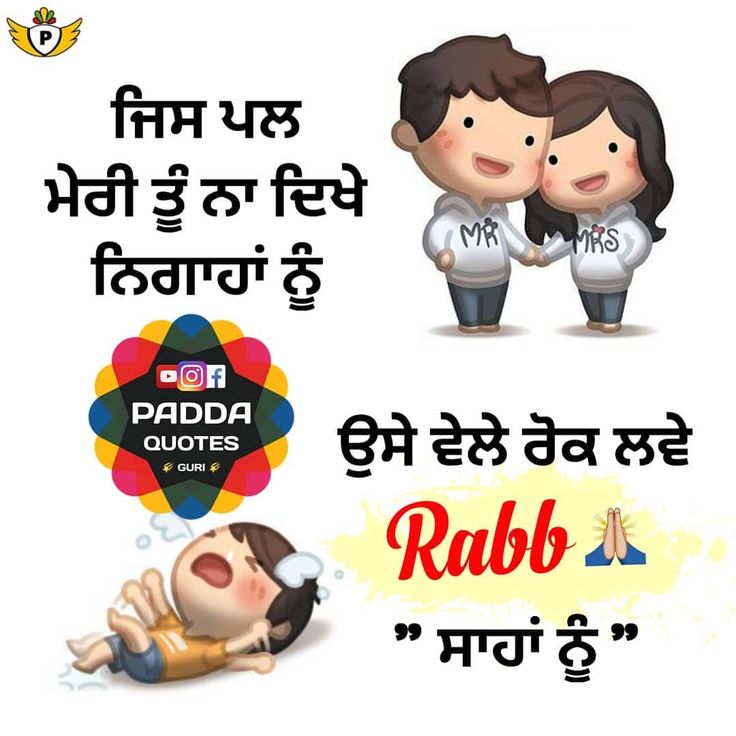 P
ਜਿਸ ਪਲ
ਮੇਰੀ ਤੂੰ ਨਾ ਦਿਖੇ
ਨਿਗਾਹਾਂ ਨੂੰ
MR
MRS
PADDA
QUOTES
GURI
ਉਸੇ ਵੇਲੇ ਰੋਕ ਲਵੇ
Rabb 🙏
" ਸਾਹਾਂ ਨੂੰ "